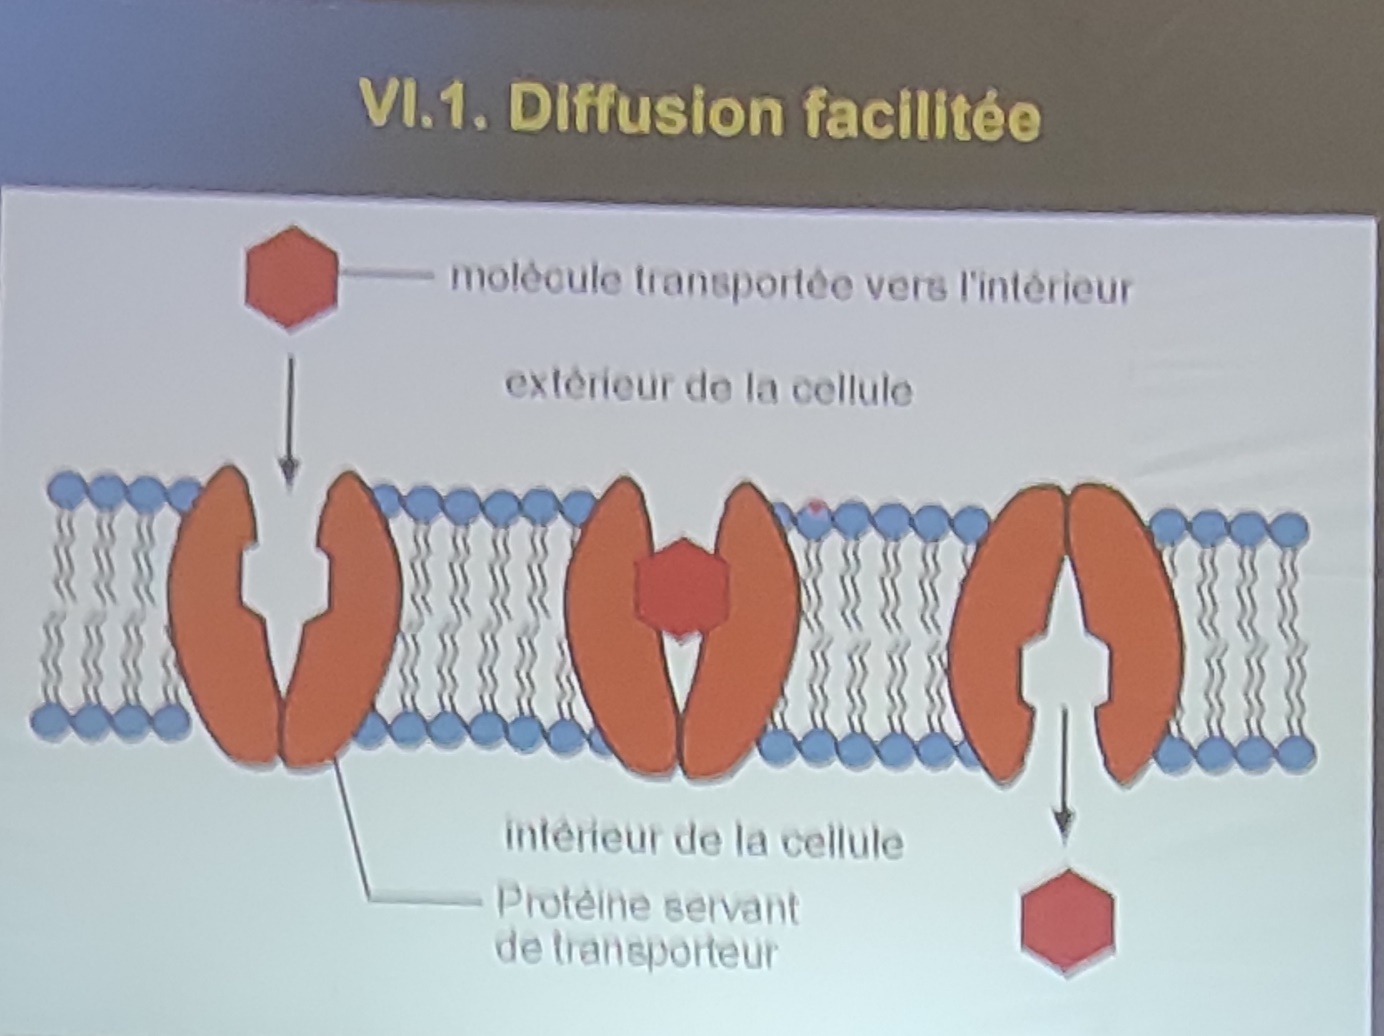 VI.1. Diffusion facilitée
molécule transportée vers l'intérieur
extérieur de la cellule
intérieur de la cellule
Protéine servant
de transporteur